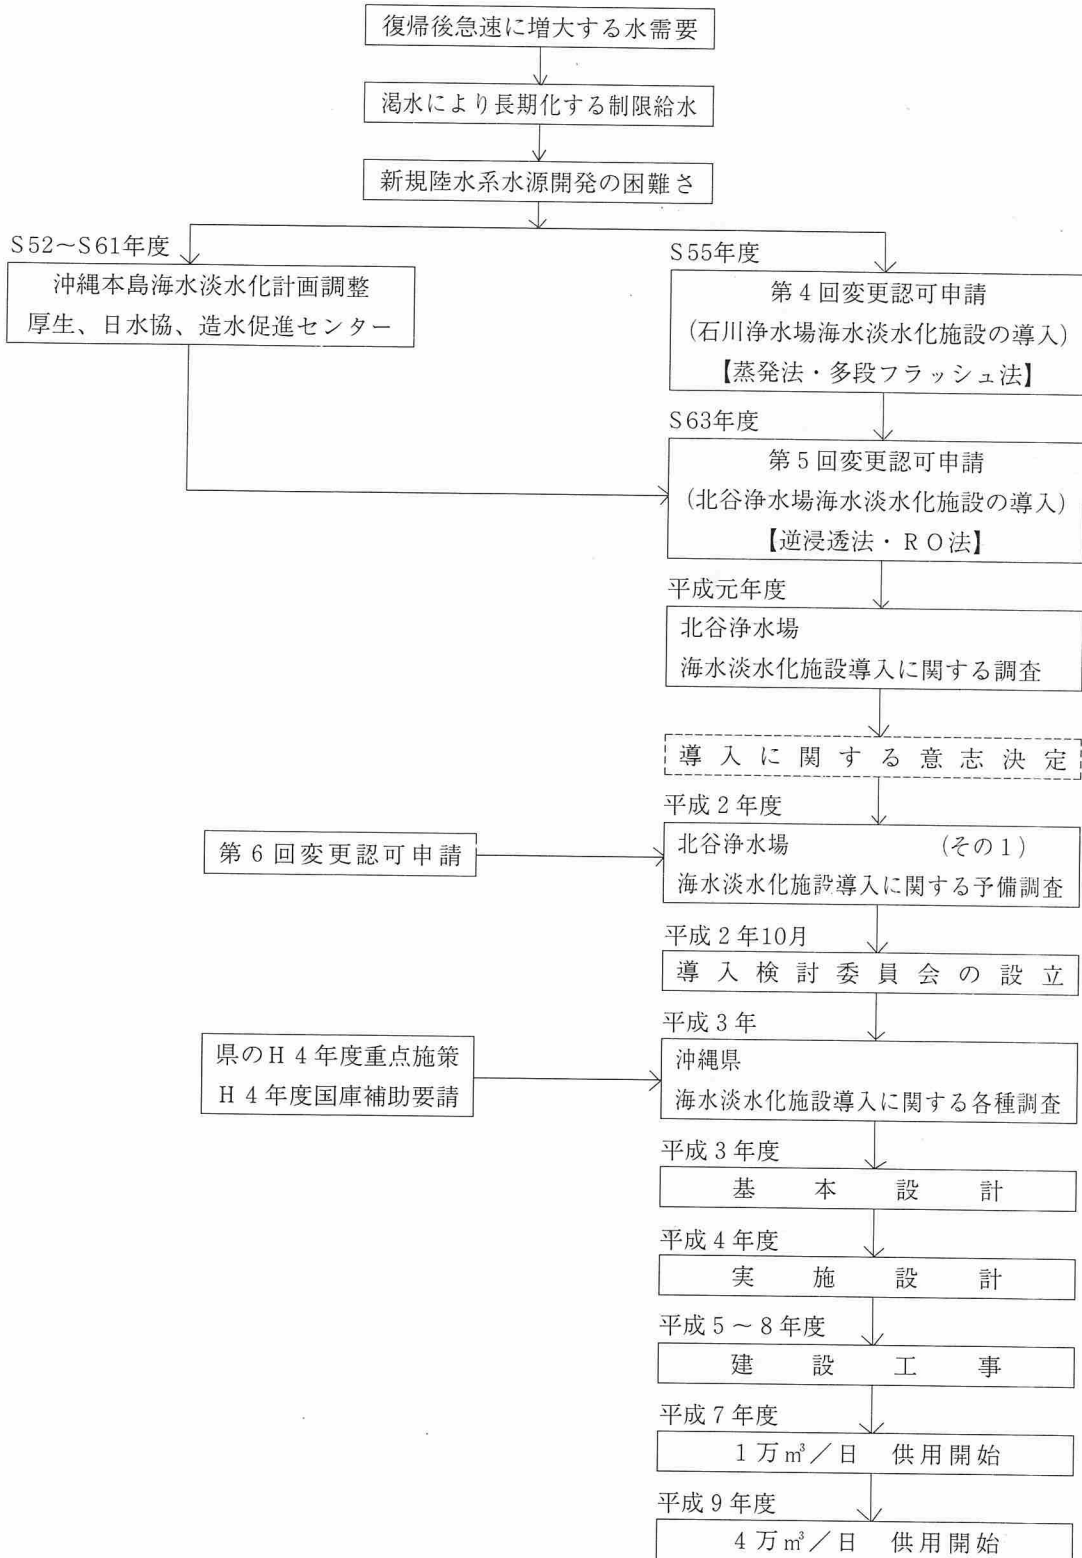 復帰後急速に増大する水需要
渇水により長期化する制限給水
新規陸水系水源開発の困難さ
S52～S61年度
沖縄本島海水淡水化計画調整
厚生、日水協、造水促進センター
S55年度
第4回変更認可申請
(石川浄水場海水淡水化施設の導入)
【蒸発法・多段フラッシュ法】
S63年度
第5回変更認可申請
(北谷浄水場海水淡水化施設の導入)
【逆浸透法・RO法】
平成元年度
北谷浄水場
海水淡水化施設導入に関する調査
導入に関する意志決定
平成2年度
第6回変更認可申請
北谷浄水場 (その1)
海水淡水化施設導入に関する予備調査
平成2年10月
導入検討委員会の設立
平成3年
県のH4年度重点施策
H4年度国庫補助要請
沖縄県
海水淡水化施設導入に関する各種調査
平成3年度
基本設計
平成4年度
実施設計
平成5～8年度
建設工事
平成7年度
1万㎥／日 供用開始
平成9年度
4万㎥／日 供用開始